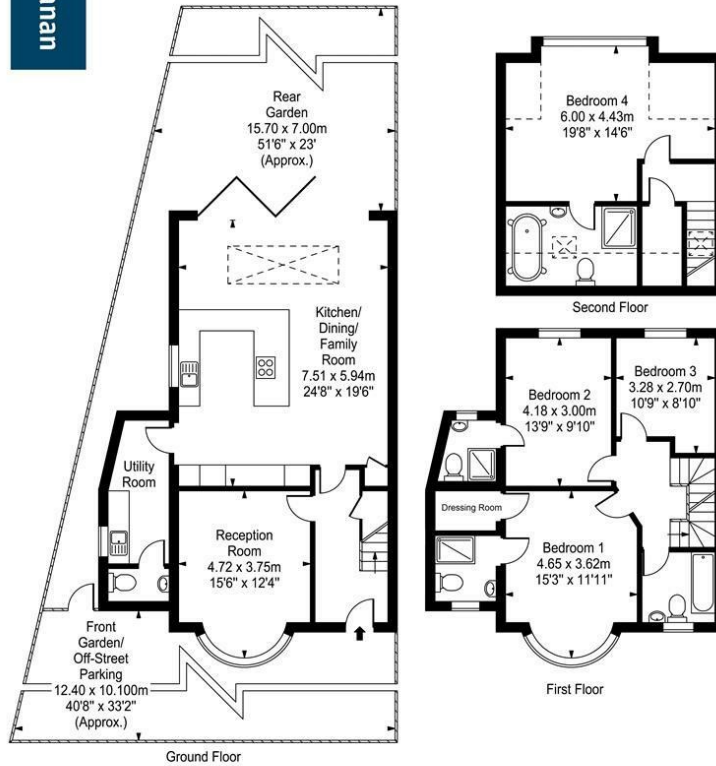 Rear
Garden
15.70 x 7.00m
51'6" x 23'
(Approx.)
Kitchen/
Dining/
Family
Room
7.51 x 5.94m
24'8" x 19'6"
Utility
Room
Reception
Room
4.72 x 3.75m
15'6" x 12'4"
Front
Garden/
Off-Street
Parking
12.40 x 10.100m
40'8" x 33'2"
(Approx.)
Ground Floor
Bedroom 4
6.00 x 4.43m
19'8" x 14'6"
Second Floor
Bedroom 2
4.18 x 3.00m
13'9" x 9'10"
Bedroom 3
3.28 x 2.70m
10'9" x 8'10"
Dressing Room
Bedroom 1
4.65 x 3.62m
15'3" x 11'11"
First Floor